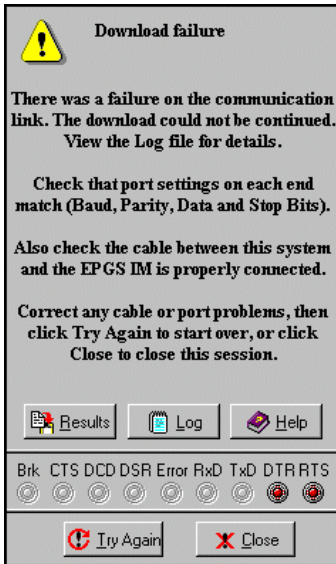 Download failure
There was a failure on the communication
link. The download could not be continued.
View the Log file for details.
Check that port settings on each end
match (Baud, Parity, Data and Stop Bits).
Also check the cable between this system
and the EPGS IM is properly connected.
Correct any cable or port problems, then
click Try Again to start over, or click
Close to close this session.
Results Log Help
Brk CTS DCD DSR Error RxD TxD DTR RTS
Try Again Close